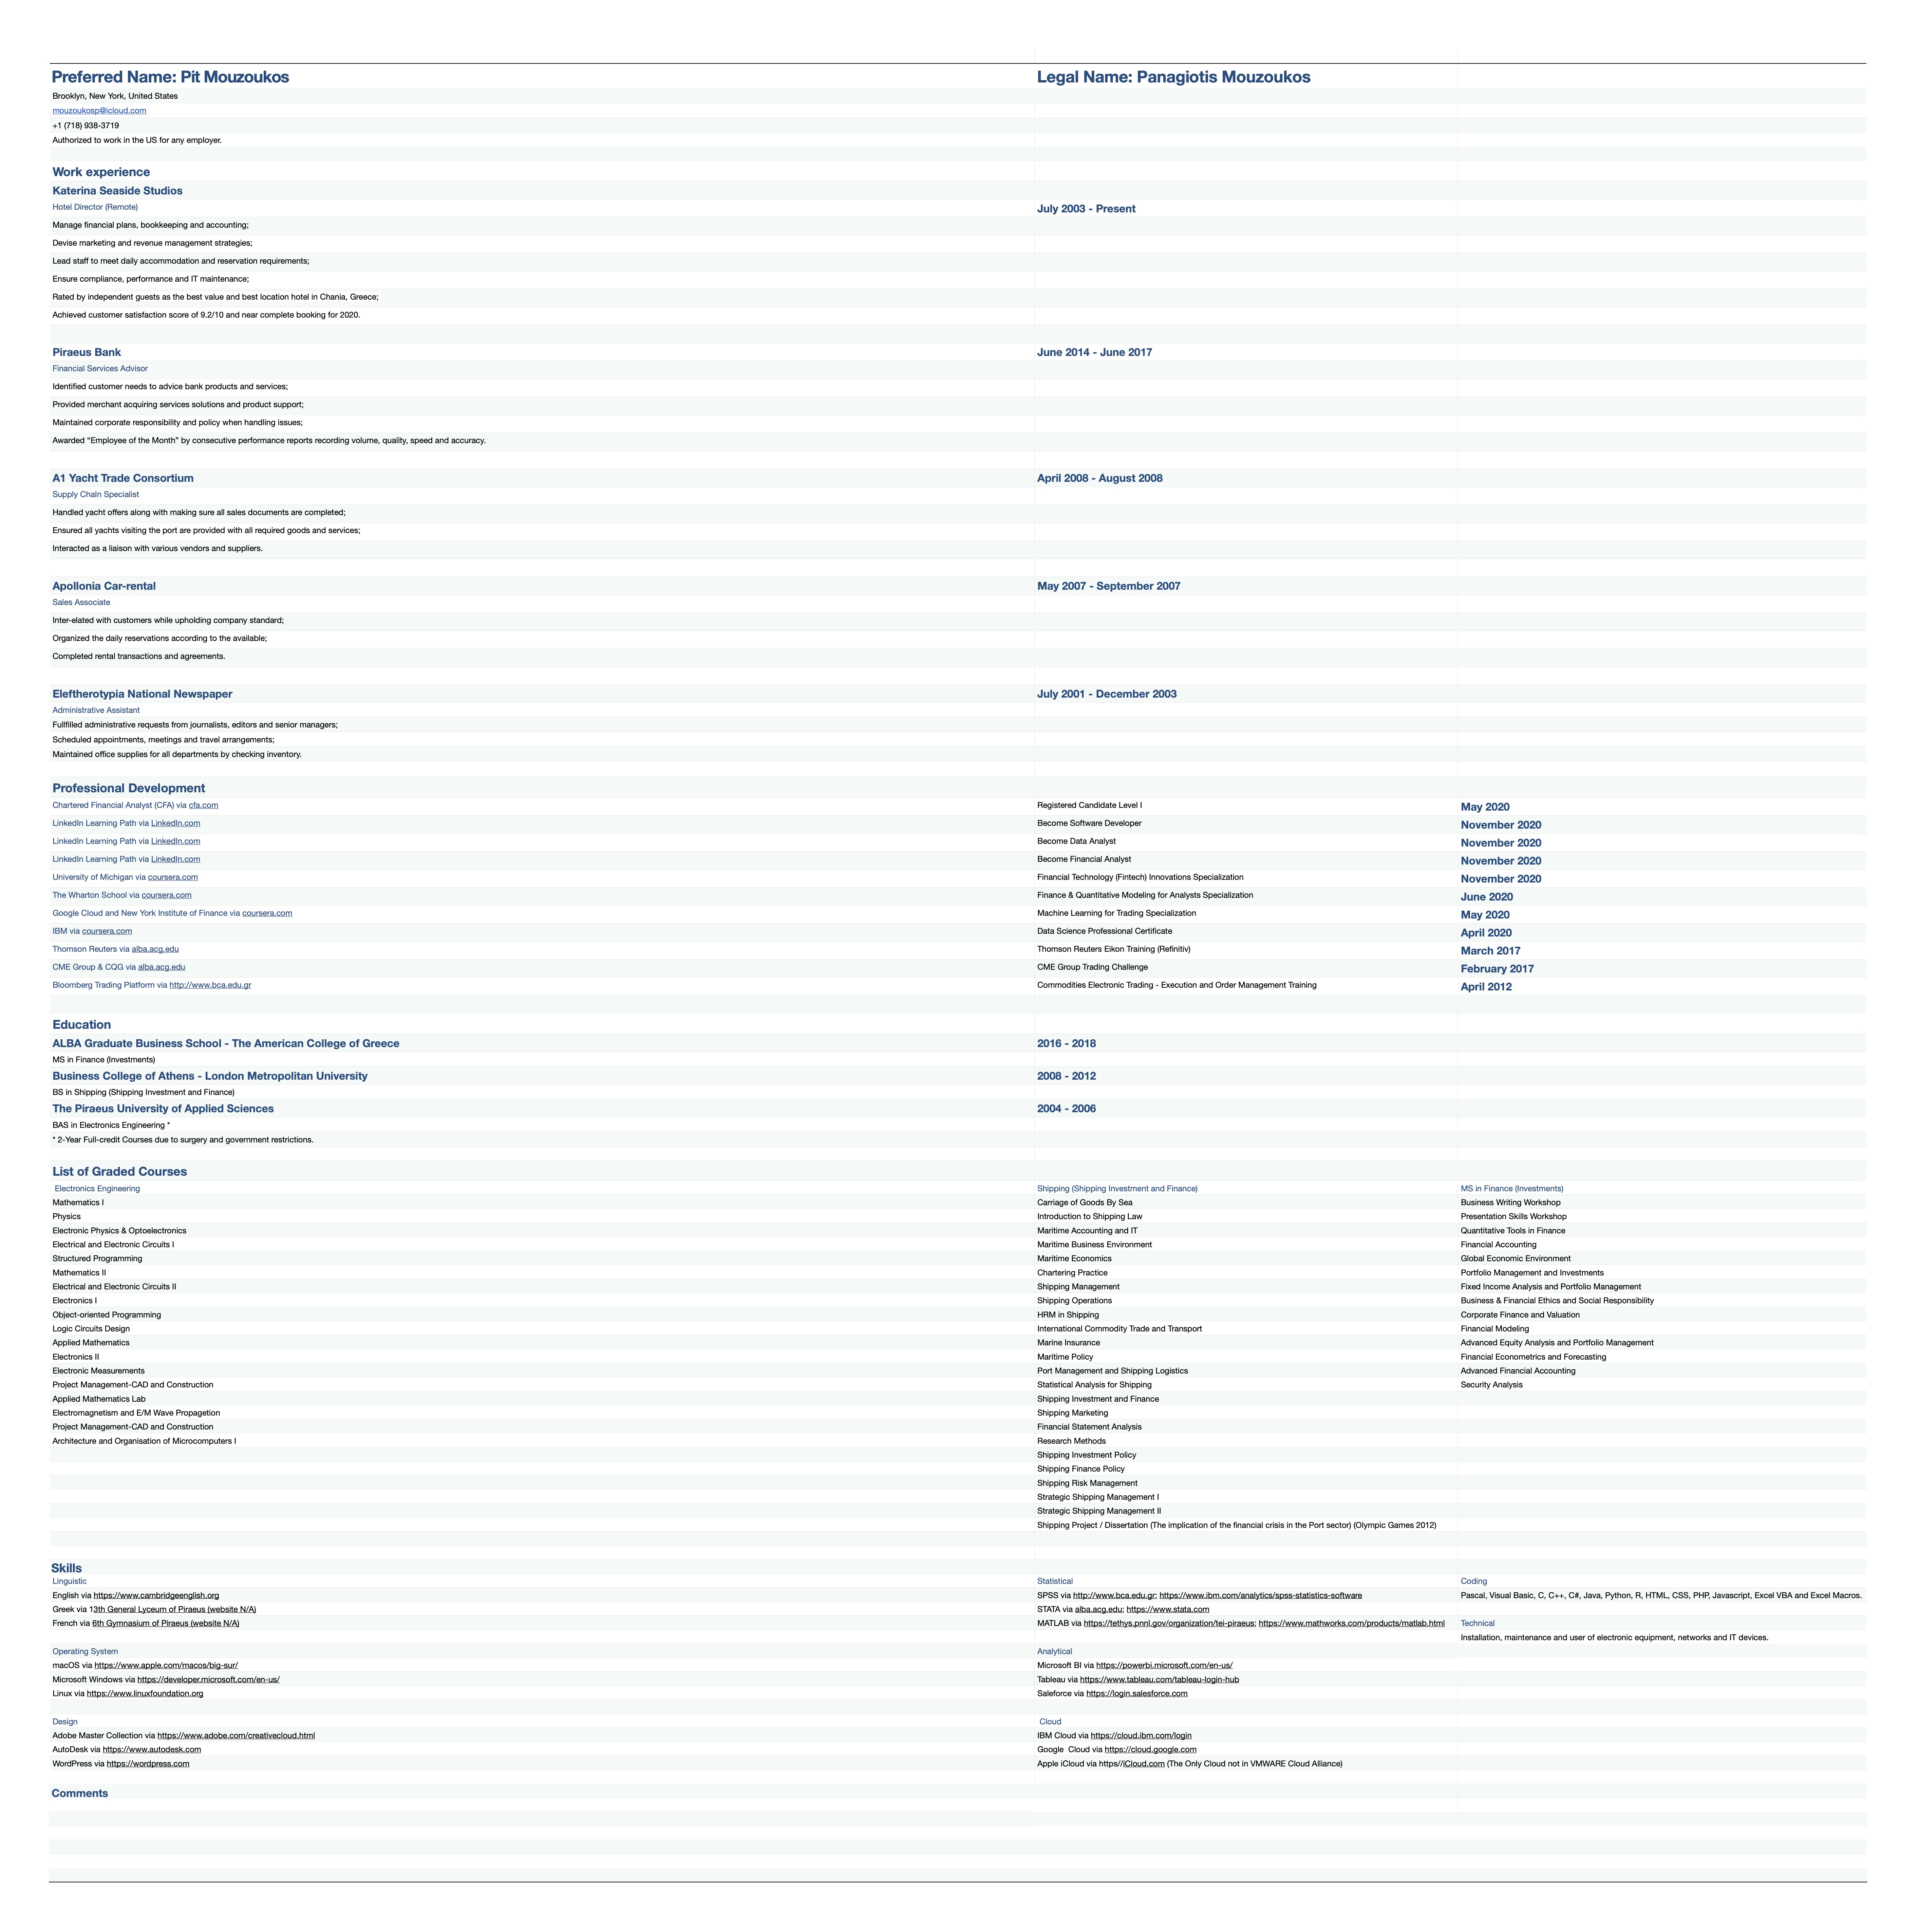 Preferred Name: Pit Mouzoukos Legal Name: Panagiotis Mouzoukos
Brooklyn, New York, United States
mouzoukosp@icloud.com
+1 (718) 938-3719
Authorized to work in the US for any employer.
Work experience
Katerina Seaside Studios
Hotel Director (Remote) July 2003 - Present
Manage financial plans, bookkeeping and accounting;
Devise marketing and revenue management strategies;
Lead staff to meet daily accommodation and reservation requirements;
Ensure compliance, performance and IT maintenance;
Rated by independent guests as the best value and best location hotel in Chania, Greece;
Achieved customer satisfaction score of 9.2/10 and near complete booking for 2020.
Piraeus Bank June 2014 - June 2017
Financial Services Advisor
Identified customer needs to advice bank products and services;
Provided merchant acquiring services solutions and product support;
Maintained corporate responsibility and policy when handling issues;
Awarded “Employee of the Month” by consecutive performance reports recording volume, quality, speed and accuracy.
A1 Yacht Trade Consortium April 2008 - August 2008
Supply Chain Specialist
Handled yacht offers along with making sure all sales documents are completed;
Ensured all yachts visiting the port are provided with all required goods and services;
Interacted as a liaison with various vendors and suppliers.
Apollonia Car-rental May 2007 - September 2007
Sales Associate
Inter-elated with customers while upholding company standard;
Organized the daily reservations according to the available;
Completed rental transactions and agreements.
Eleftherotypia National Newspaper July 2001 - December 2003
Administrative Assistant
Fullfilled administrative requests from journalists, editors and senior managers;
Scheduled appointments, meetings and travel arrangements;
Maintained office supplies for all departments by checking inventory.
Professional Development
Chartered Financial Analyst (CFA) via cfa.com Registered Candidate Level I May 2020
LinkedIn Learning Path via LinkedIn.com Become Software Developer November 2020
LinkedIn Learning Path via LinkedIn.com Become Data Analyst November 2020
LinkedIn Learning Path via LinkedIn.com Become Financial Analyst November 2020
University of Michigan via coursera.com Financial Technology (Fintech) Innovations Specialization November 2020
The Wharton School via coursera.com Finance & Quantitative Modeling for Analysts Specialization June 2020
Google Cloud and New York Institute of Finance via coursera.com Machine Learning for Trading Specialization May 2020
IBM via coursera.com Data Science Professional Certificate April 2020
Thomson Reuters via alba.acg.edu Thomson Reuters Eikon Training (Refinitiv) March 2017
CME Group & CQG via alba.acg.edu CME Group Trading Challenge February 2017
Bloomberg Trading Platform via http://www.bca.edu.gr Commodities Electronic Trading - Execution and Order Management Training April 2012
Education
ALBA Graduate Business School - The American College of Greece 2016 - 2018
MS in Finance (Investments)
Business College of Athens - London Metropolitan University 2008 - 2012
BS in Shipping (Shipping Investment and Finance)
The Piraeus University of Applied Sciences 2004 - 2006
BAS in Electronics Engineering *
* 2-Year Full-credit Courses due to surgery and government restrictions.
List of Graded Courses
Electronics Engineering Shipping (Shipping Investment and Finance) MS in Finance (Investments)
Mathematics I Carriage of Goods By Sea Business Writing Workshop
Physics Introduction to Shipping Law Presentation Skills Workshop
Electronic Physics & Optoelectronics Maritime Accounting and IT Quantitative Tools in Finance
Electrical and Electronic Circuits I Maritime Business Environment Financial Accounting
Structured Programming Maritime Economics Global Economic Environment
Mathematics II Chartering Practice Portfolio Management and Investments
Electrical and Electronic Circuits II Shipping Management Fixed Income Analysis and Portfolio Management
Electronics I Shipping Operations Business & Financial Ethics and Social Responsibility
Object-oriented Programming HRM in Shipping Corporate Finance and Valuation
Logic Circuits Design International Commodity Trade and Transport Financial Modeling
Applied Mathematics Marine Insurance Advanced Equity Analysis and Portfolio Management
Electronics II Maritime Policy Financial Econometrics and Forecasting
Electronic Measurements Port Management and Shipping Logistics Advanced Financial Accounting
Project Management-CAD and Construction Statistical Analysis for Shipping Security Analysis
Applied Mathematics Lab Shipping Investment and Finance
Electromagnetism and E/M Wave Propagetion Shipping Marketing
Project Management-CAD and Construction Financial Statement Analysis
Architecture and Organisation of Microcomputers I Research Methods
Shipping Investment Policy
Shipping Finance Policy
Shipping Risk Management
Strategic Shipping Management I
Strategic Shipping Management II
Shipping Project / Dissertation (The implication of the financial crisis in the Port sector) (Olympic Games 2012)
Skills
Linguistic Statistical Coding
English via https://www.cambridgeenglish.org SPSS via http://www.bca.edu.gr; https://www.ibm.com/analytics/spss-statistics-software Pascal, Visual Basic, C, C++, C#, Java, Python, R, HTML, CSS, PHP, Javascript, Excel VBA and Excel Macros.
Greek via 13th General Lyceum of Piraeus (website N/A) STATA via alba.acg.edu; https://www.stata.com
French via 6th Gymnasium of Piraeus (website N/A) MATLAB via https://tethys.pnnl.gov/organization/tei-piraeus; https://www.mathworks.com/products/matlab.html Technical
Installation, maintenance and user of electronic equipment, networks and IT devices.
Operating System Analytical
macOS via https://www.apple.com/macos/big-sur/ Microsoft BI via https://powerbi.microsoft.com/en-us/
Microsoft Windows via https://developer.microsoft.com/en-us/ Tableau via https://www.tableau.com/tableau-login-hub
Linux via https://www.linuxfoundation.org Saleforce via https://login.salesforce.com
Design Cloud
Adobe Master Collection via https://www.adobe.com/creativecloud.html IBM Cloud via https://cloud.ibm.com/login
AutoDesk via https://www.autodesk.com Google Cloud via https://cloud.google.com
WordPress via https://wordpress.com Apple iCloud via https//iCloud.com (The Only Cloud not in VMWARE Cloud Alliance)
Comments